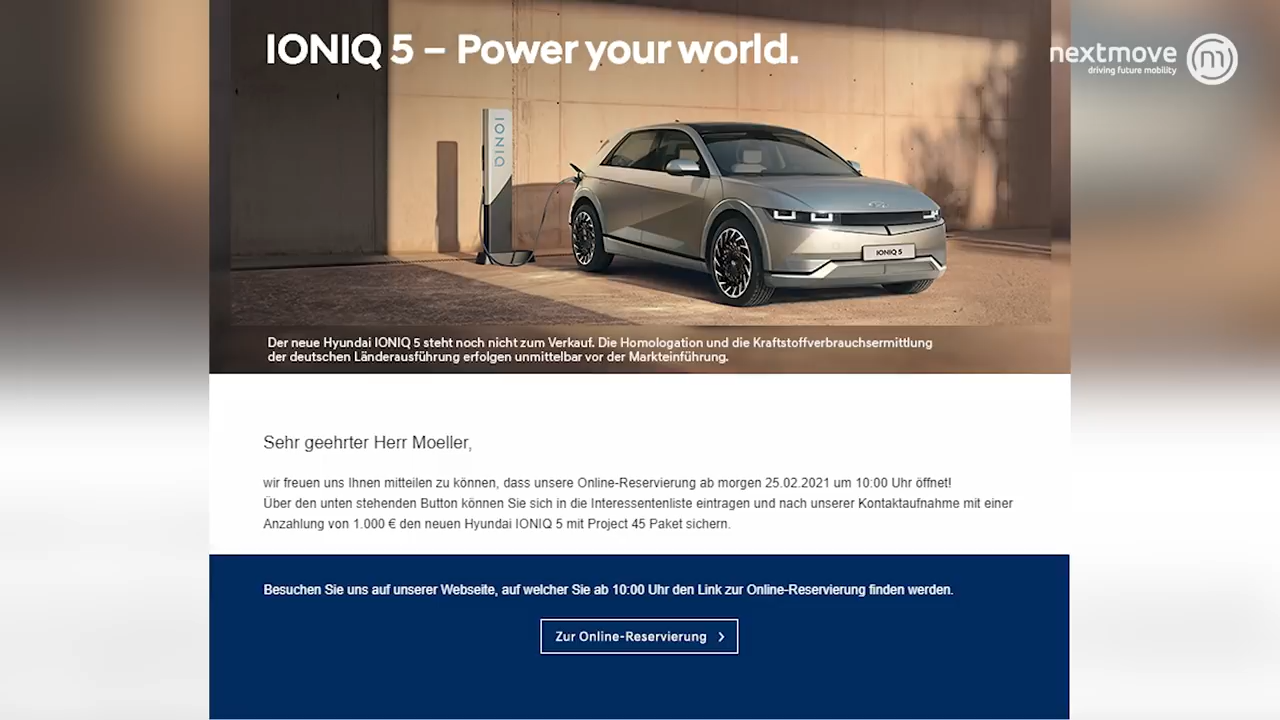 IONIQ 5 – Power your world.
nextmove
driving future mobility
m
IONIQ
IONIQ 5
Der neue Hyundai IONIQ 5 steht noch nicht zum Verkauf. Die Homologation und die Kraftstoffverbrauchsermittlung
der deutschen Länderausführung erfolgen unmittelbar vor der Markteinführung.
Sehr geehrter Herr Moeller,
wir freuen uns Ihnen mitteilen zu können, dass unsere Online-Reservierung ab morgen 25.02.2021 um 10:00 Uhr öffnet!
Über den unten stehenden Button können Sie sich in die Interessentenliste eintragen und nach unserer Kontaktaufnahme mit einer
Anzahlung von 1.000 € den neuen Hyundai IONIQ 5 mit Project 45 Paket sichern.
Besuchen Sie uns auf unserer Webseite, auf welcher Sie ab 10:00 Uhr den Link zur Online-Reservierung finden werden.
Zur Online-Reservierung >